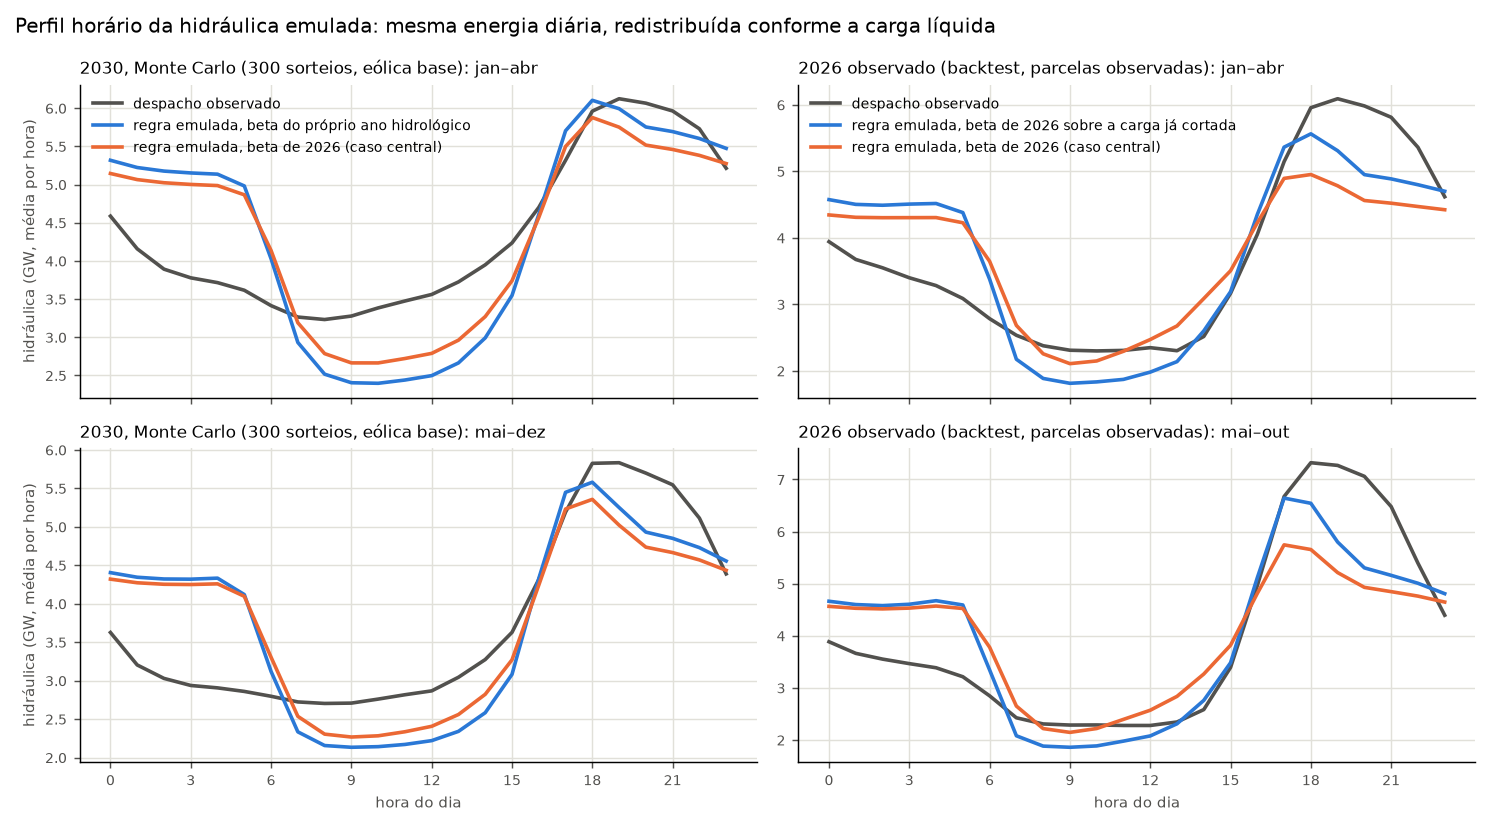 Perfil horário da hidráulica emulada: mesma energia diária, redistribuída conforme a carga líquida
2030, Monte Carlo (300 sorteios, eólica base): jan–abr
despacho observado
regra emulada, beta do próprio ano hidrológico
regra emulada, beta de 2026 (caso central)
hidráulica (GW, média por hora)
6.0
5.5
5.0
4.5
4.0
3.5
3.0
2.5
2026 observado (backtest, parcelas observadas): jan–abr
despacho observado
regra emulada, beta de 2026 sobre a carga já cortada
regra emulada, beta de 2026 (caso central)
6
5
4
3
2
2030, Monte Carlo (300 sorteios, eólica base): mai–dez
hidráulica (GW, média por hora)
6.0
5.5
5.0
4.5
4.0
3.5
3.0
2.5
2.0
0 3 6 9 12 15 18 21
hora do dia
2026 observado (backtest, parcelas observadas): mai–out
7
6
5
4
3
2
0 3 6 9 12 15 18 21
hora do dia